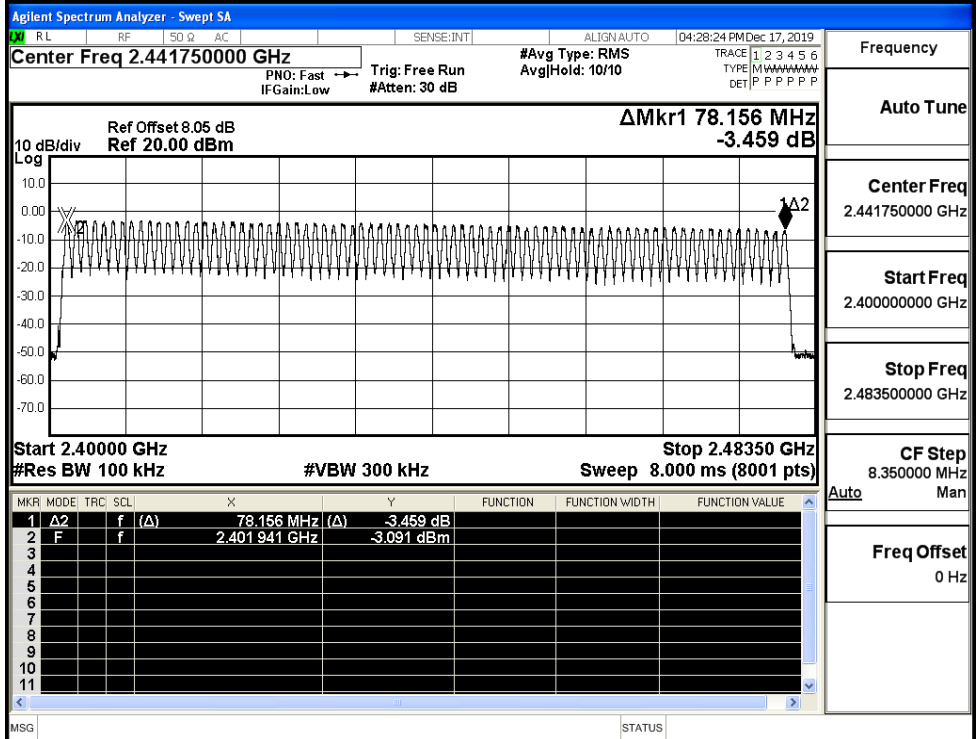 Agilent Spectrum Analyzer - Swept SA
LXI RL RF 50 Ω AC SENSE:INT ALIGN AUTO 04:28:24 PM Dec 17, 2019
Center Freq 2.441750000 GHz
PNO: Fast
IFGain:Low
Trig: Free Run
#Atten: 30 dB
#Avg Type: RMS
Avg|Hold: 10/10
TRACE 1 2 3 4 5 6
TYPE M W W W W W
DET P P P P P P
Frequency
Auto Tune
Center Freq
2.441750000 GHz
Start Freq
2.400000000 GHz
Stop Freq
2.483500000 GHz
CF Step
8.350000 MHz
Auto Man
Freq Offset
0 Hz
ΔMkr1 78.156 MHz
-3.459 dB
Ref Offset 8.05 dB
10 dB/div Ref 20.00 dBm
Log
10.0
0.00
-10.0
-20.0
-30.0
-40.0
-50.0
-60.0
-70.0
2
1Δ2
Start 2.40000 GHz Stop 2.48350 GHz
#Res BW 100 kHz #VBW 300 kHz Sweep 8.000 ms (8001 pts)
MKR MODE TRC SCL X Y FUNCTION FUNCTION WIDTH FUNCTION VALUE
1 Δ2 f (Δ) 78.156 MHz (Δ) -3.459 dB
2 F f 2.401 941 GHz -3.091 dBm
3
4
5
6
7
8
9
10
11
MSG STATUS